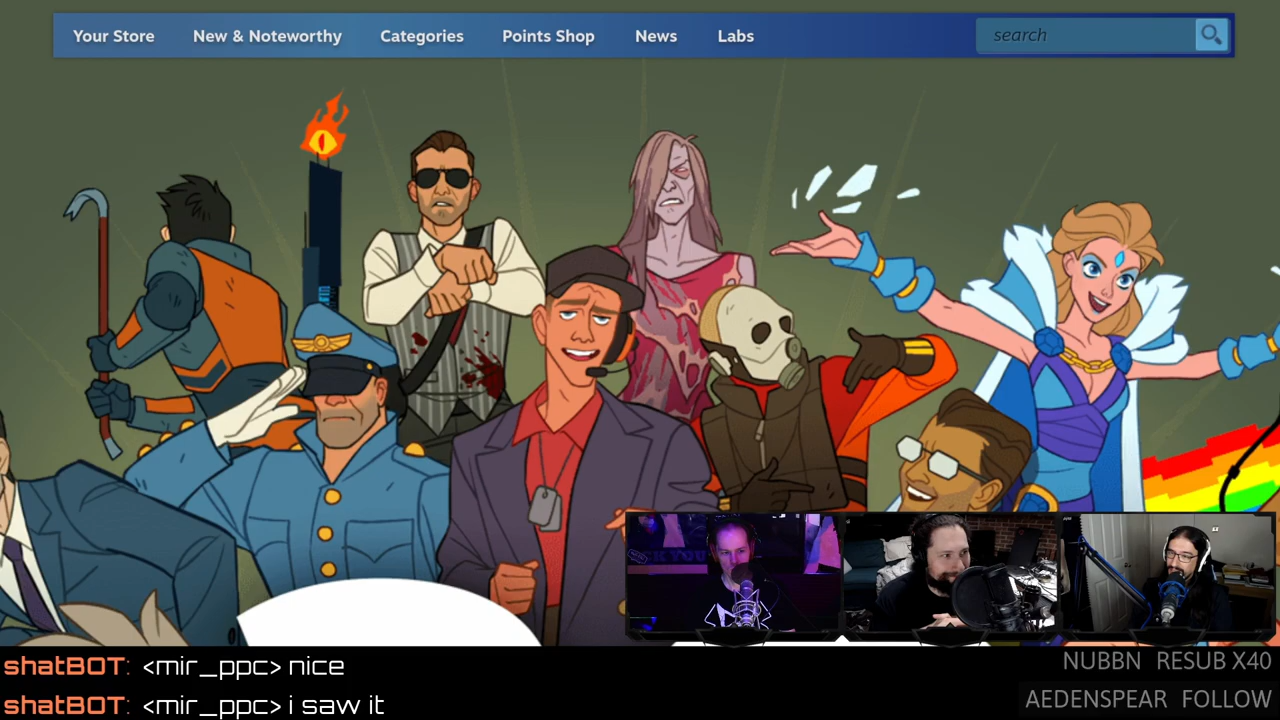 Your Store New & Noteworthy Categories Points Shop News Labs search
shatBOT: <mir_ppc> nice
NUBBN RESUB X40
shatBOT: <mir_ppc> i saw it
AEDENSPEAR FOLLOW